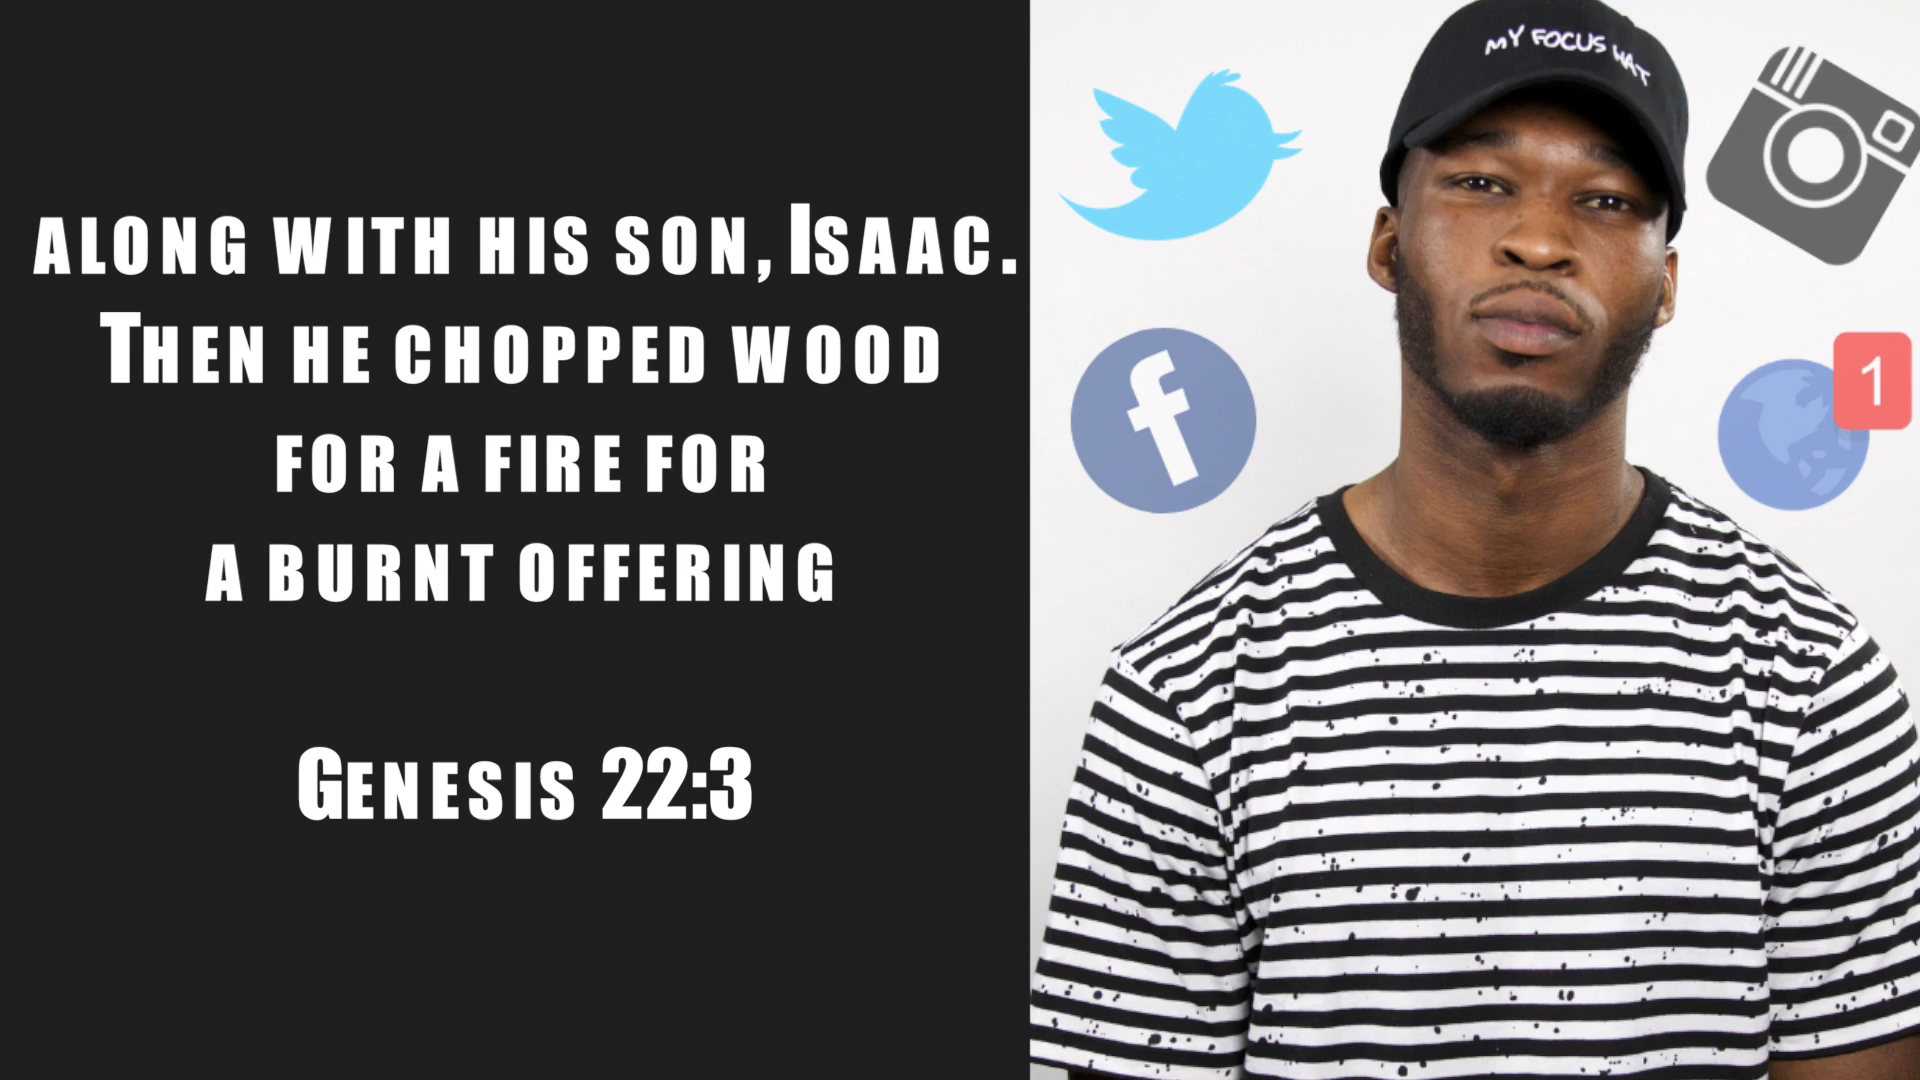 along with his son, Isaac.
Then he chopped wood
for a fire for
a burnt offering
Genesis 22:3
MY FOCUS HAT
f
1